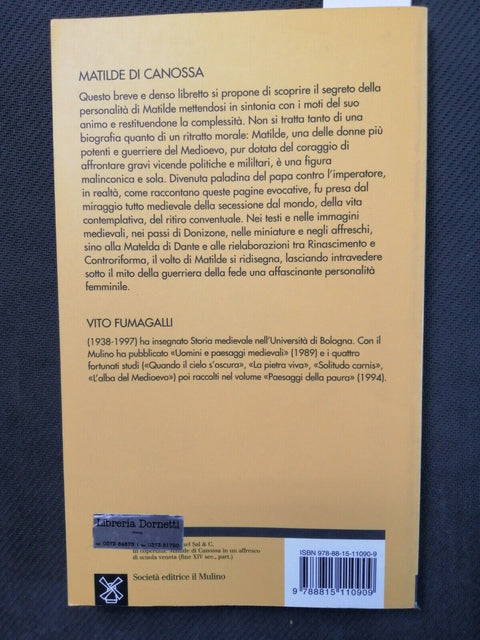 MATILDE DI CANOSSA
Questo breve e denso libretto si propone di scoprire il segreto della
personalità di Matilde mettendosi in sintonia con i moti del suo
animo e restituendone la complessità. Non si tratta tanto di una
biografia quanto di un ritratto morale: Matilde, una delle donne più
potenti e guerriere del Medioevo, pur dotata del coraggio di
affrontare gravi vicende politiche e mililtari, è una figura
malinconica e sola. Divenuta paladina del papa contro l'imperatore,
in realtà, come raccontano queste pagine evocative, fu presa dal
miraggio tutto medievale della secessione dal mondo, della vita
contemplativa, del ritiro conventuale. Nei testi e nelle immagini
medievali, nei passi di Donizone, nelle miniature e negli affreschi,
sino alla Matelda di Dante e alle rielaborazioni tra Rinascimento e
Controriforma, il volto di Matilde si ridisegna, lasciando intravedere
sotto il mito della guerriera della fede una affascinante personalità
femminile.
VITO FUMAGALLI
(1938-1997) ha insegnato Storia medievale nell'Università di Bologna. Con il
Mulino ha pubblicato «Uomini e paesaggi medievali» (1989) e i quattro
fortunati studi («Quando il cielo s'oscura», «La pietra viva», «Solitudo carnis»,
«L'alba del Medioevo») poi raccolti nel volume «Paesaggi della paura» (1994).
Libreria Dornetti
Sal & C.
In copertina: Matilde di Canossa in un affresco
di scuola veneta (fine XIV sec., part.)
Società editrice il Mulino
ISBN 978-88-15-11090-9
9 788815 110909